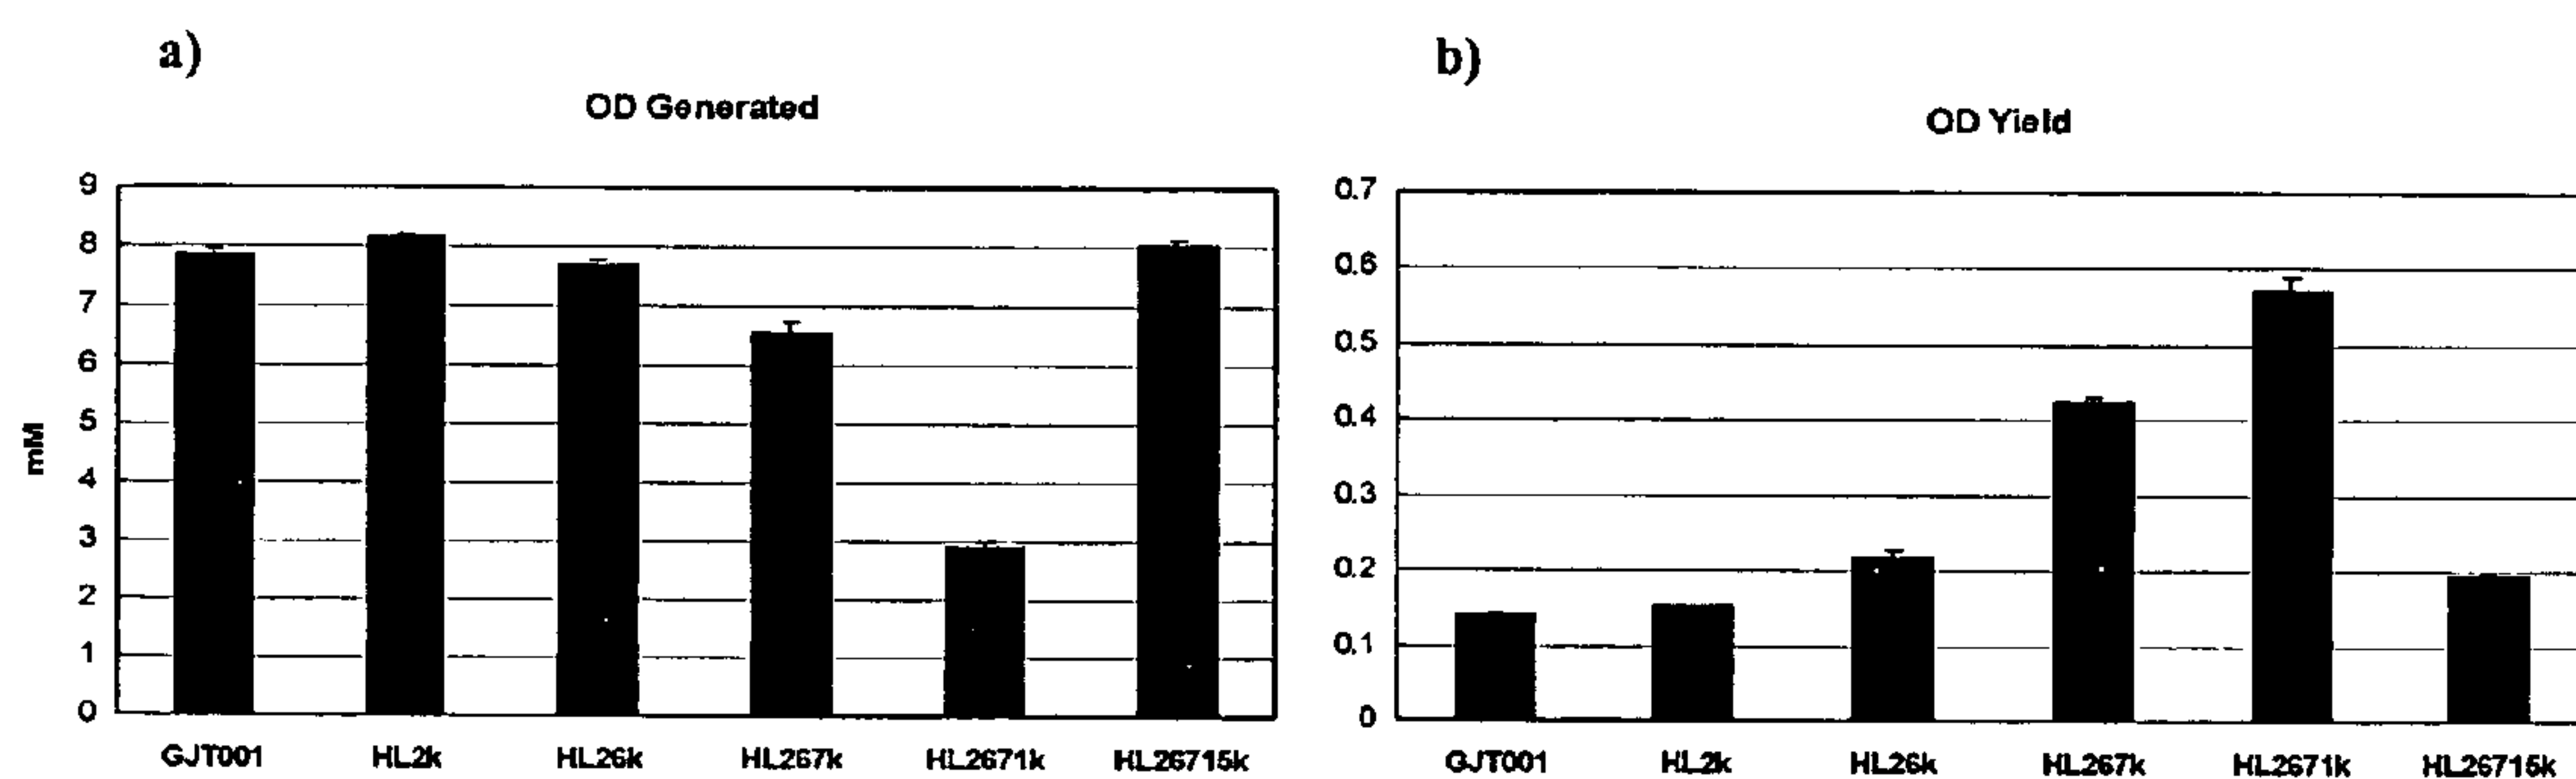 a)
OD Generated
9
8
7
6
5
4
3
2
1
0
mM
GJT001 HL2k HL26k HL267k HL2671k HL26715k
b)
OD Yield
0.7
0.6
0.5
0.4
0.3
0.2
0.1
0
GJT001 HL2k HL26k HL267k HL2671k HL26715k